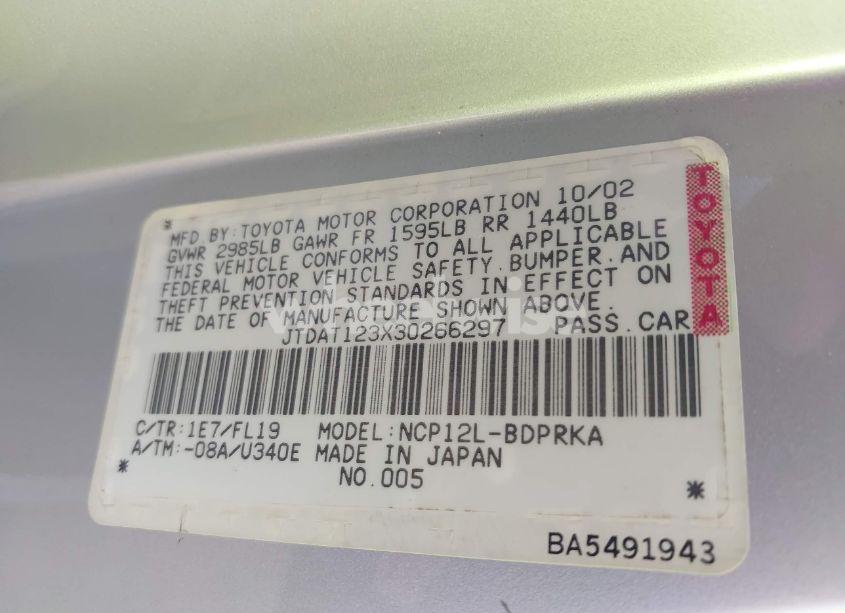 MFD BY:TOYOTA MOTOR CORPORATION 10/02
GVWR 2985LB GAWR FR 1595LB RR 1440LB
THIS VEHICLE CONFORMS TO ALL APPLICABLE
FEDERAL MOTOR VEHICLE SAFETY.BUMPER.AND
THEFT PREVENTION STANDARDS IN EFFECT ON
THE DATE OF MANUFACTURE SHOWN ABOVE.
JTDAT123X30266297 PASS.CAR
TOYOTA
C/TR:1E7/FL19 MODEL:NCP12L-BDPRKA
A/TM:-08A/U340E MADE IN JAPAN
NO.005
BA5491943